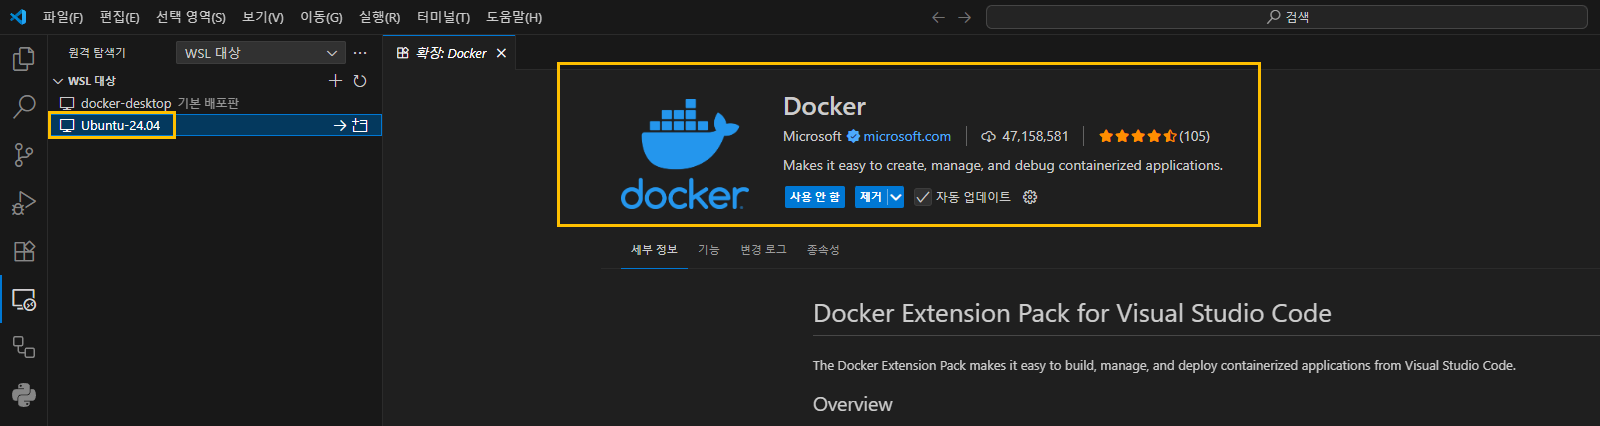 파일(F) 편집(E) 선택 영역(S) 보기(V) 이동(G) 실행(R) 터미널(T) 도움말(H) 검색
원격 탐색기 WSL 대상
WSL 대상
docker-desktop 기본 배포판
Ubuntu-24.04
확장: Docker
docker
Docker
Microsoft microsoft.com 47,158,581 (105)
Makes it easy to create, manage, and debug containerized applications.
사용 안 함 제거 자동 업데이트
세부 정보 기능 변경 로그 종속성
Docker Extension Pack for Visual Studio Code
The Docker Extension Pack makes it easy to build, manage, and deploy containerized applications from Visual Studio Code.
Overview